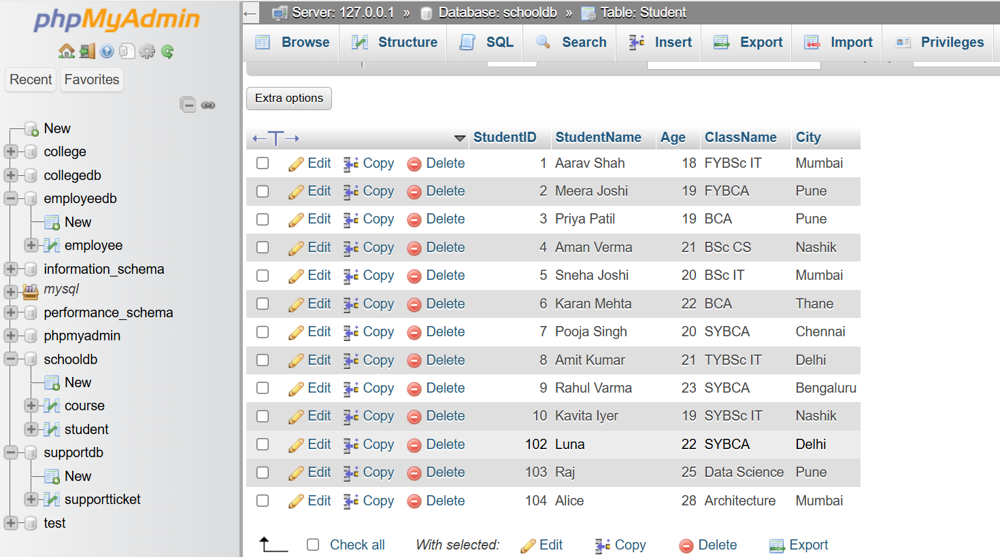 phpMyAdmin
Recent Favorites
New
college
collegedb
employeedb
New
employee
information_schema
mysql
performance_schema
phpmyadmin
schooldb
New
course
student
supportdb
New
supportticket
test
Server: 127.0.0.1 » Database: schooldb » Table: Student
Browse Structure SQL Search Insert Export Import Privileges
Extra options
StudentID StudentName Age ClassName City
Edit Copy Delete 1 Aarav Shah 18 FYBSc IT Mumbai
Edit Copy Delete 2 Meera Joshi 19 FYBCA Pune
Edit Copy Delete 3 Priya Patil 19 BCA Pune
Edit Copy Delete 4 Aman Verma 21 BSc CS Nashik
Edit Copy Delete 5 Sneha Joshi 20 BSc IT Mumbai
Edit Copy Delete 6 Karan Mehta 22 BCA Thane
Edit Copy Delete 7 Pooja Singh 20 SYBCA Chennai
Edit Copy Delete 8 Amit Kumar 21 TYBSc IT Delhi
Edit Copy Delete 9 Rahul Varma 23 SYBCA Bengaluru
Edit Copy Delete 10 Kavita Iyer 19 SYBSc IT Nashik
Edit Copy Delete 102 Luna 22 SYBCA Delhi
Edit Copy Delete 103 Raj 25 Data Science Pune
Edit Copy Delete 104 Alice 28 Architecture Mumbai
Check all With selected: Edit Copy Delete Export